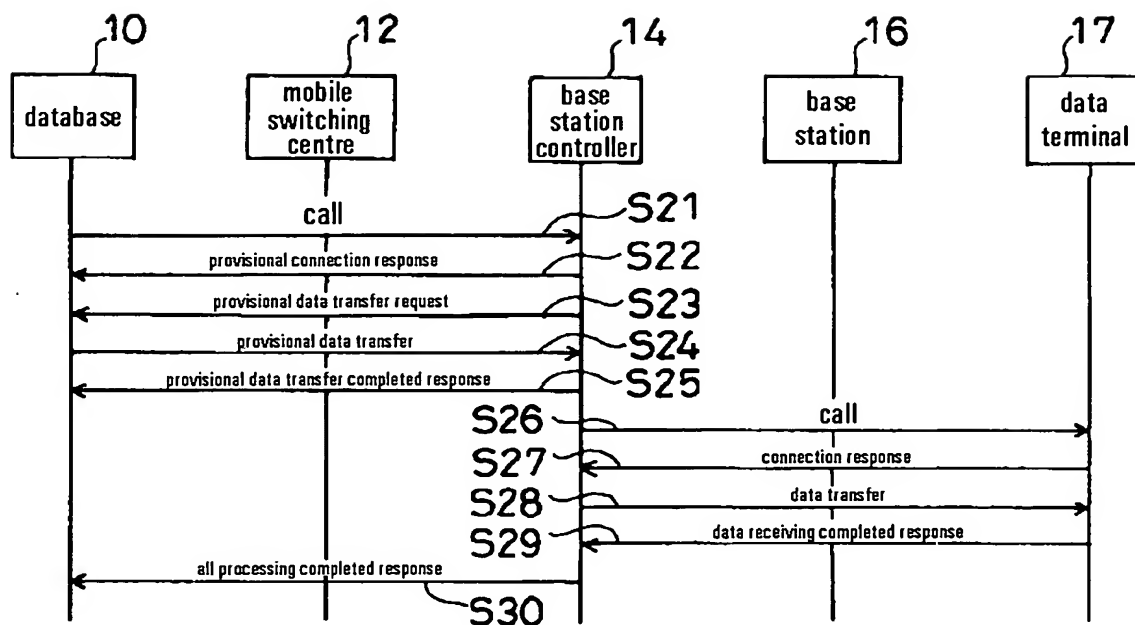 10
12
14
16
17
database
mobile
switching
centre
base
station
controller
base
station
data
terminal
call
S21
provisional connection response
S22
provisional data transfer request
S23
provisional data transfer
S24
provisional data transfer completed response
S25
S26
call
S27
connection response
S28
data transfer
S29
data receiving completed response
all processing completed response
S30